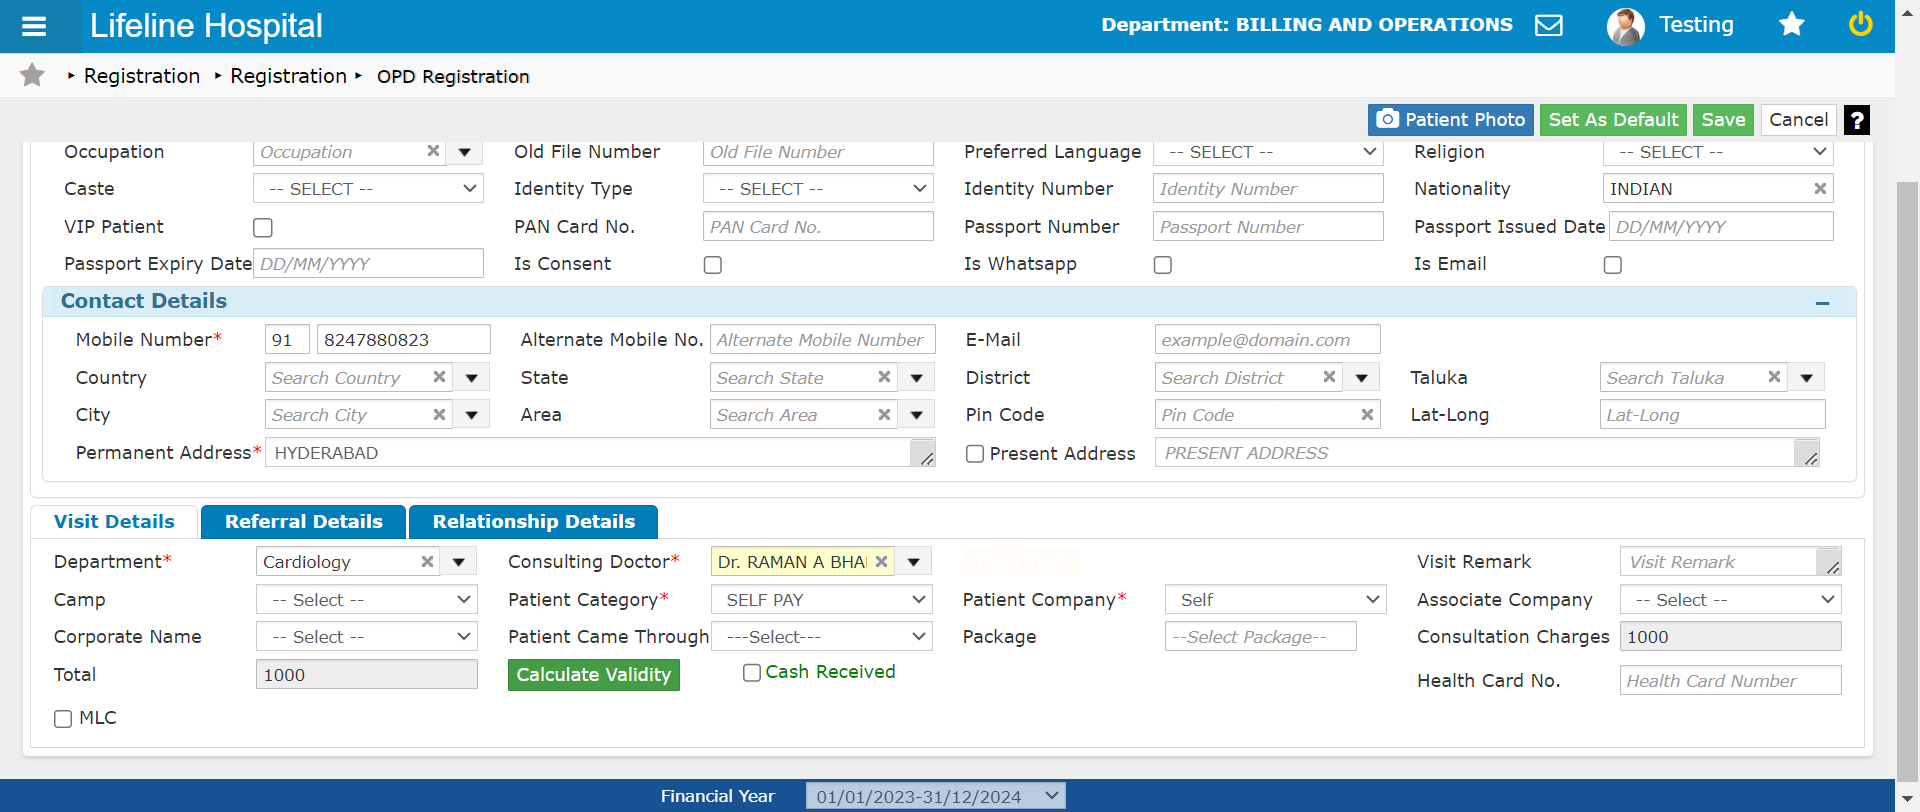 Lifeline Hospital Department: BILLING AND OPERATIONS Testing
Registration Registration OPD Registration
Patient Photo Set As Default Save Cancel ?
Occupation Occupation Old File Number Old File Number Preferred Language -- SELECT -- Religion -- SELECT --
Caste -- SELECT -- Identity Type -- SELECT -- Identity Number Identity Number Nationality INDIAN
VIP Patient PAN Card No. PAN Card No. Passport Number Passport Number Passport Issued Date DD/MM/YYYY
Passport Expiry Date DD/MM/YYYY Is Consent Is Whatsapp Is Email
Contact Details
Mobile Number* 91 8247880823 Alternate Mobile No. Alternate Mobile Number E-Mail example@domain.com
Country Search Country State Search State District Search District Taluka Search Taluka
City Search City Area Search Area Pin Code Pin Code Lat-Long Lat-Long
Permanent Address* HYDERABAD Present Address PRESENT ADDRESS
Visit Details Referral Details Relationship Details
Department* Cardiology Consulting Doctor* Dr. RAMAN A Visit Remark Visit Remark
Camp -- Select -- Patient Category* SELF PAY Patient Company* Self Associate Company -- Select --
Corporate Name -- Select -- Patient Came Through ---Select--- Package --Select Package-- Consultation Charges 1000
Total 1000 Calculate Validity Cash Received Health Card No. Health Card Number
MLC
Financial Year 01/01/2023-31/12/2024